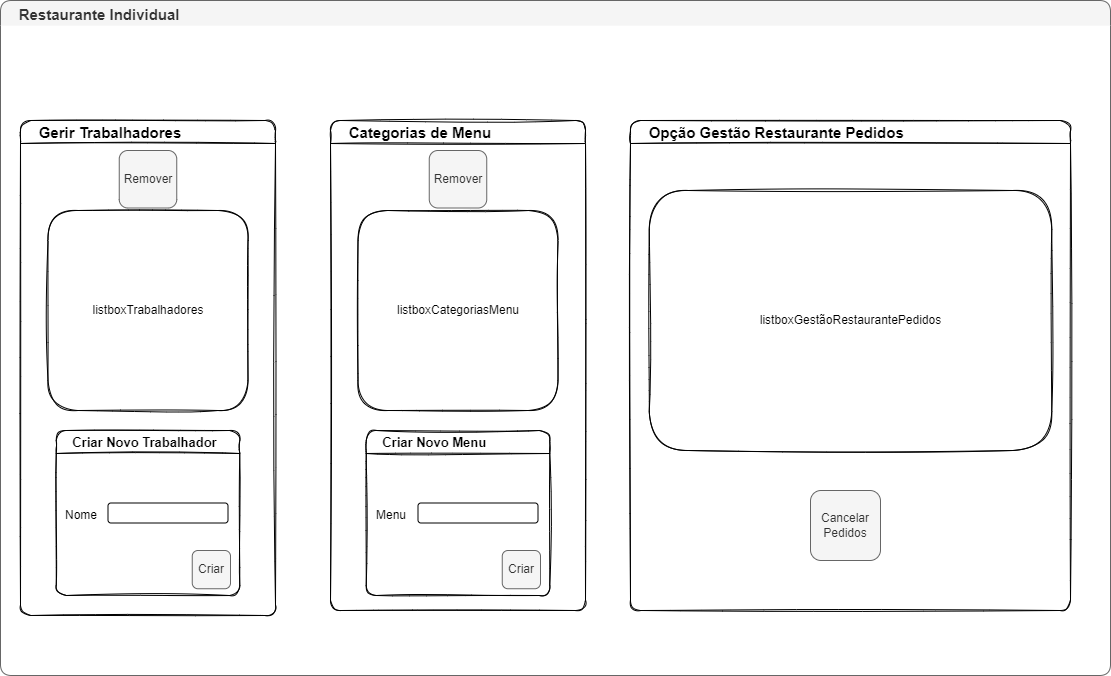 Restaurante Individual
Gerir Trabalhadores
Remover
listboxTrabalhadores
Criar Novo Trabalhador
Nome
Criar
Categorias de Menu
Remover
listboxCategoriasMenu
Criar Novo Menu
Menu
Criar
Opção Gestão Restaurante Pedidos
listboxGestãoRestaurantePedidos
Cancelar
Pedidos